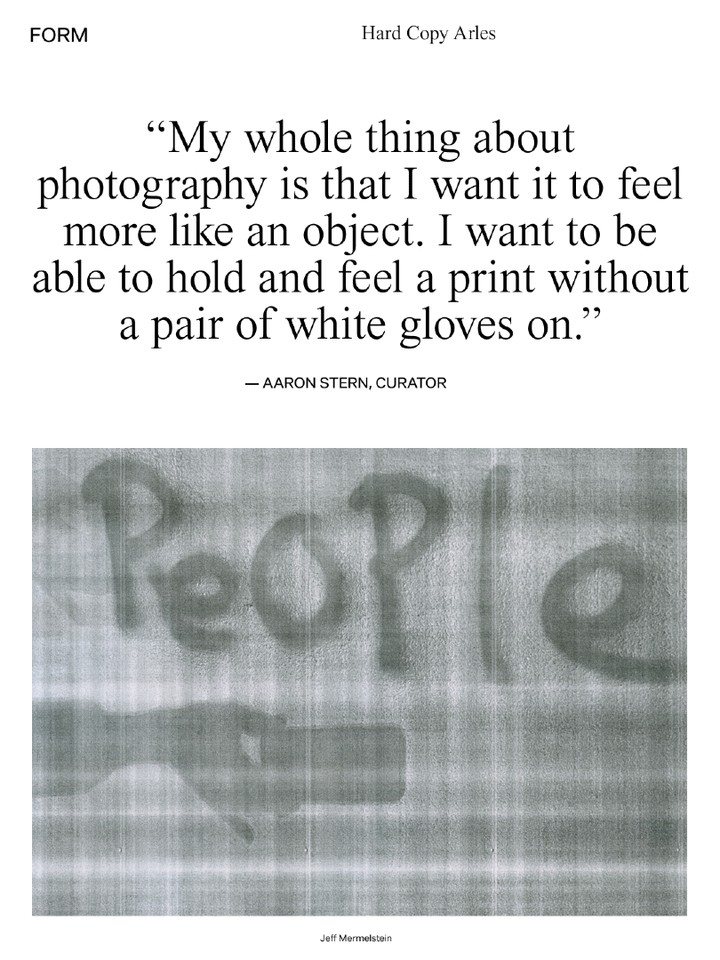 FORM
Hard Copy Arles
“My whole thing about
photography is that I want it to feel
more like an object. I want to be
able to hold and feel a print without
a pair of white gloves on.”
— AARON STERN, CURATOR
PeOPle
Jeff Mermelstein